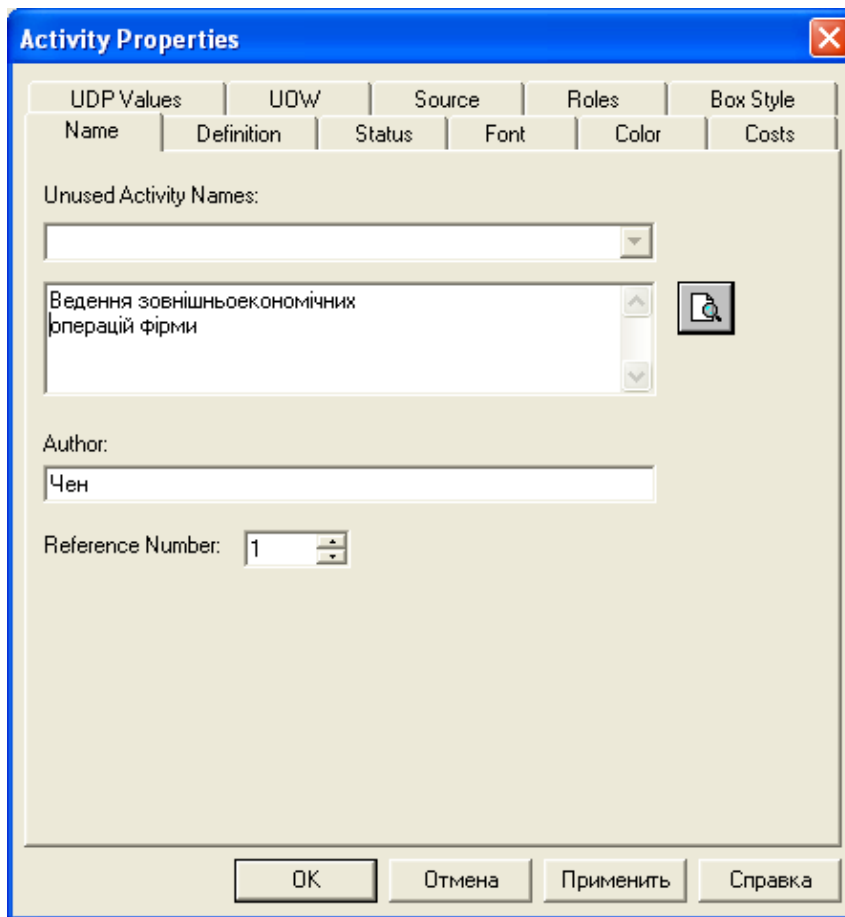 Activity Properties
UDP Values UOW Source Roles Box Style
Name Definition Status Font Color Costs
Unused Activity Names:
Ведення зовнішньоекономічних
операцій фірми
Author:
Чен
Reference Number: 1
OK Отмена Применить Справка